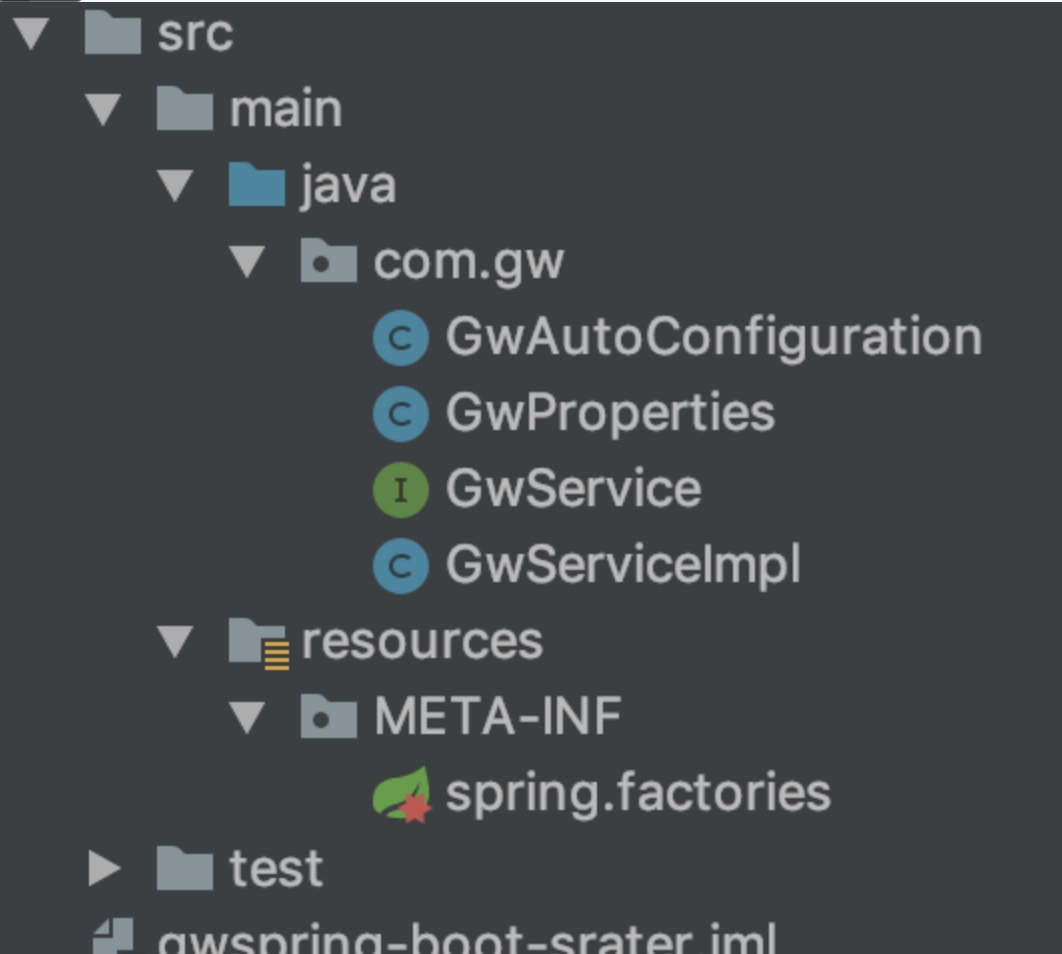 src
main
java
com.gw
C GwAutoConfiguration
C GwProperties
I GwService
C GwServiceImpl
resources
META-INF
spring.factories
test
gwspring-boot-srater.iml